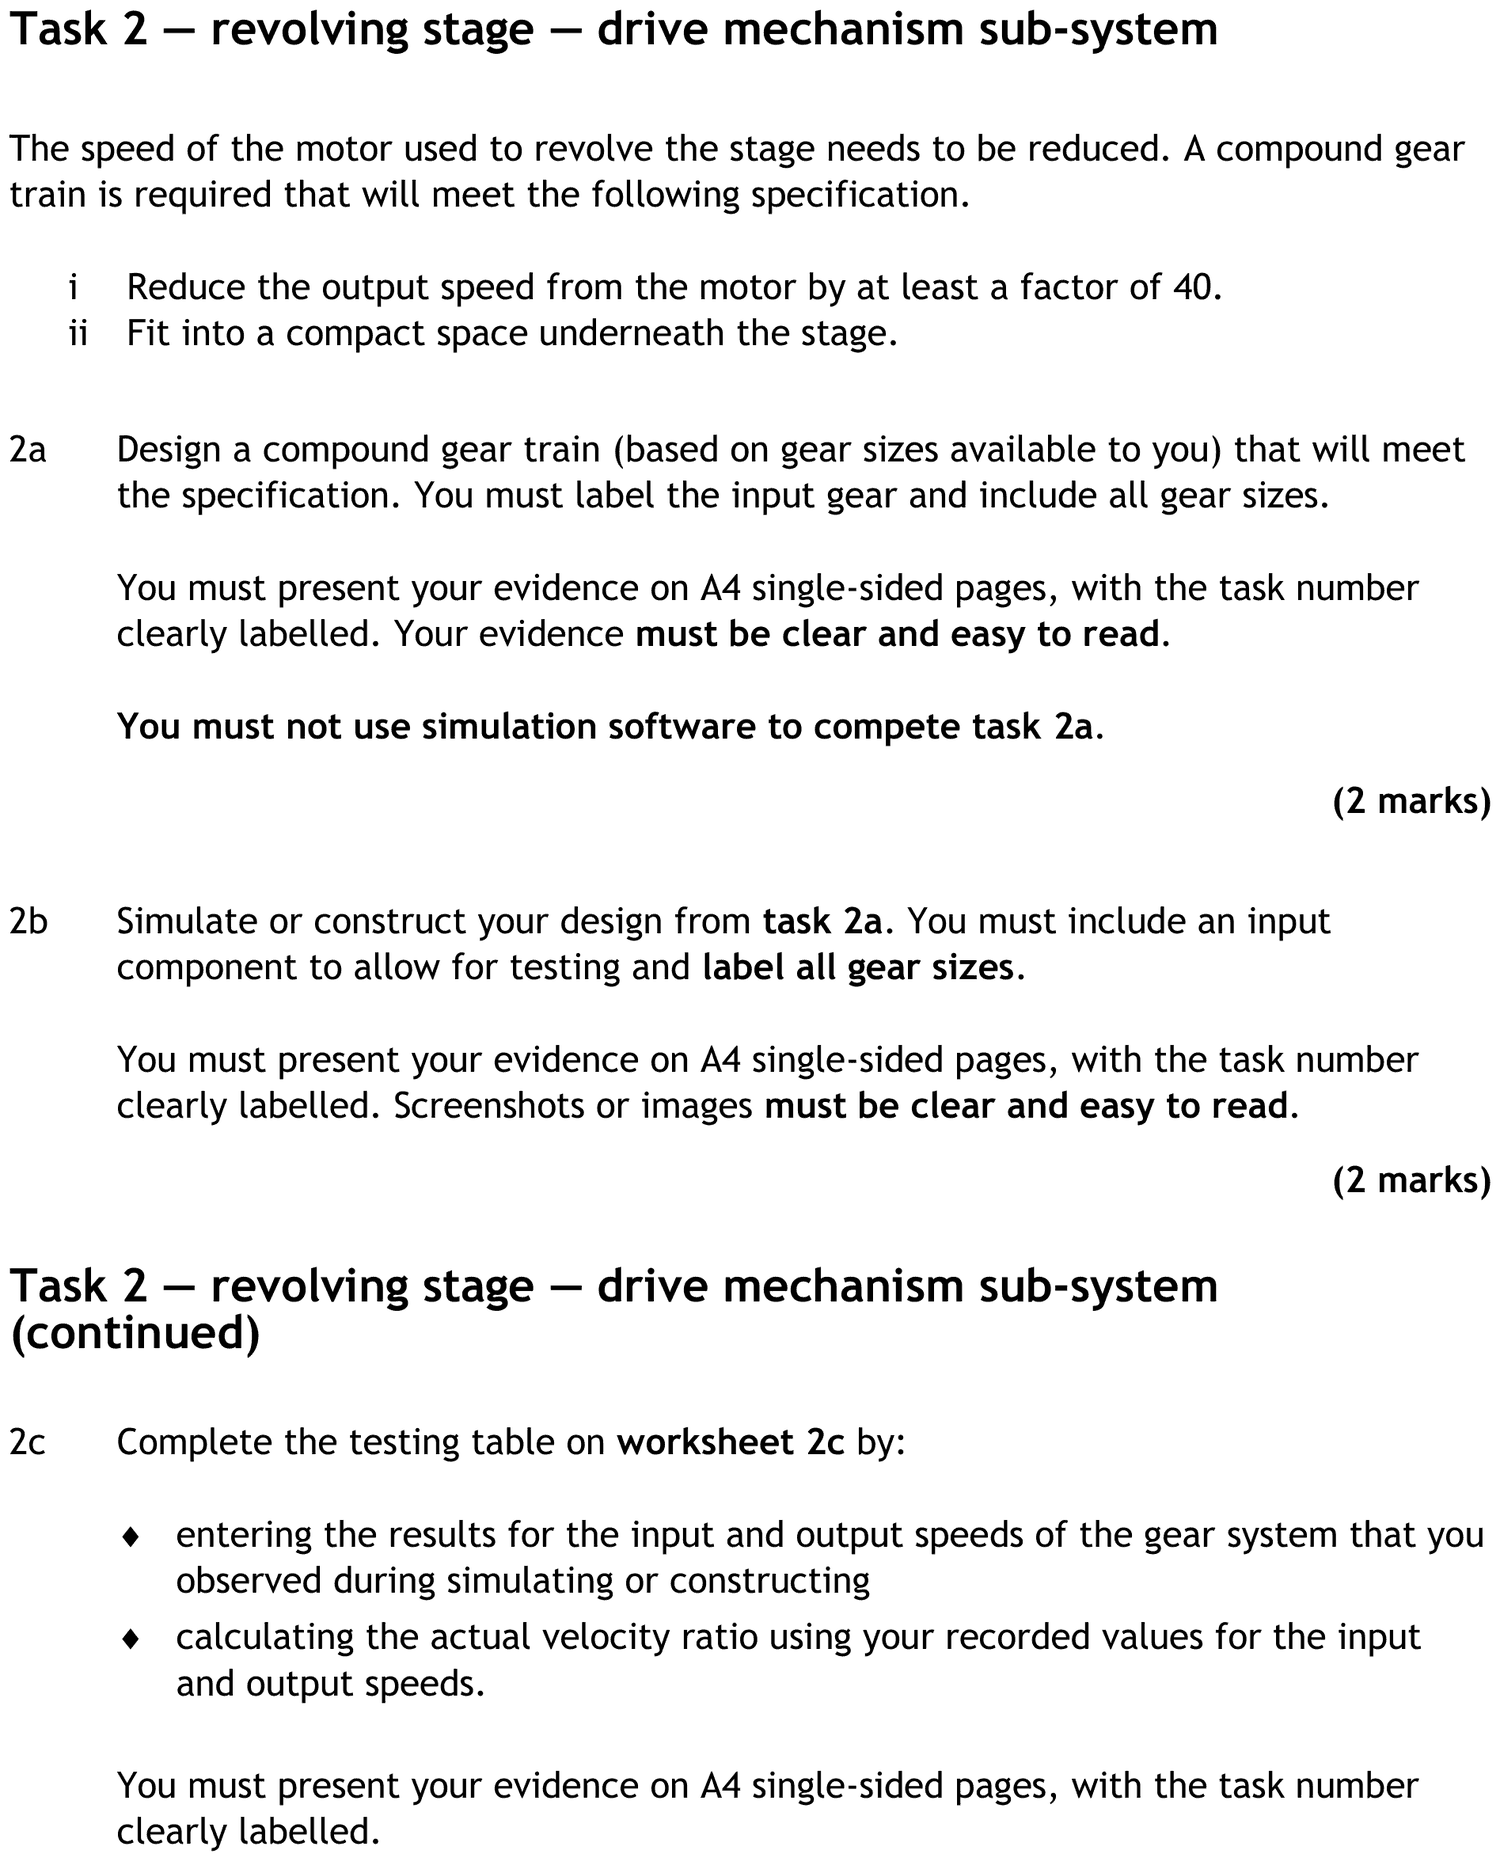 Task 2 — revolving stage — drive mechanism sub-system
The speed of the motor used to revolve the stage needs to be reduced. A compound gear
train is required that will meet the following specification.
i Reduce the output speed from the motor by at least a factor of 40.
ii Fit into a compact space underneath the stage.
2a Design a compound gear train (based on gear sizes available to you) that will meet
the specification. You must label the input gear and include all gear sizes.
You must present your evidence on A4 single-sided pages, with the task number
clearly labelled. Your evidence must be clear and easy to read.
You must not use simulation software to compete task 2a.
(2 marks)
2b Simulate or construct your design from task 2a. You must include an input
component to allow for testing and label all gear sizes.
You must present your evidence on A4 single-sided pages, with the task number
clearly labelled. Screenshots or images must be clear and easy to read.
(2 marks)
Task 2 — revolving stage — drive mechanism sub-system
(continued)
2c Complete the testing table on worksheet 2c by:
♦ entering the results for the input and output speeds of the gear system that you
observed during simulating or constructing
♦ calculating the actual velocity ratio using your recorded values for the input
and output speeds.
You must present your evidence on A4 single-sided pages, with the task number
clearly labelled.